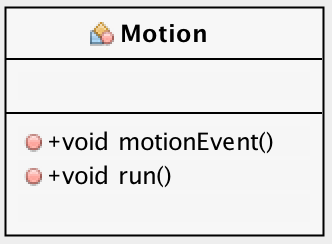 Motion
+void motionEvent()
+void run()